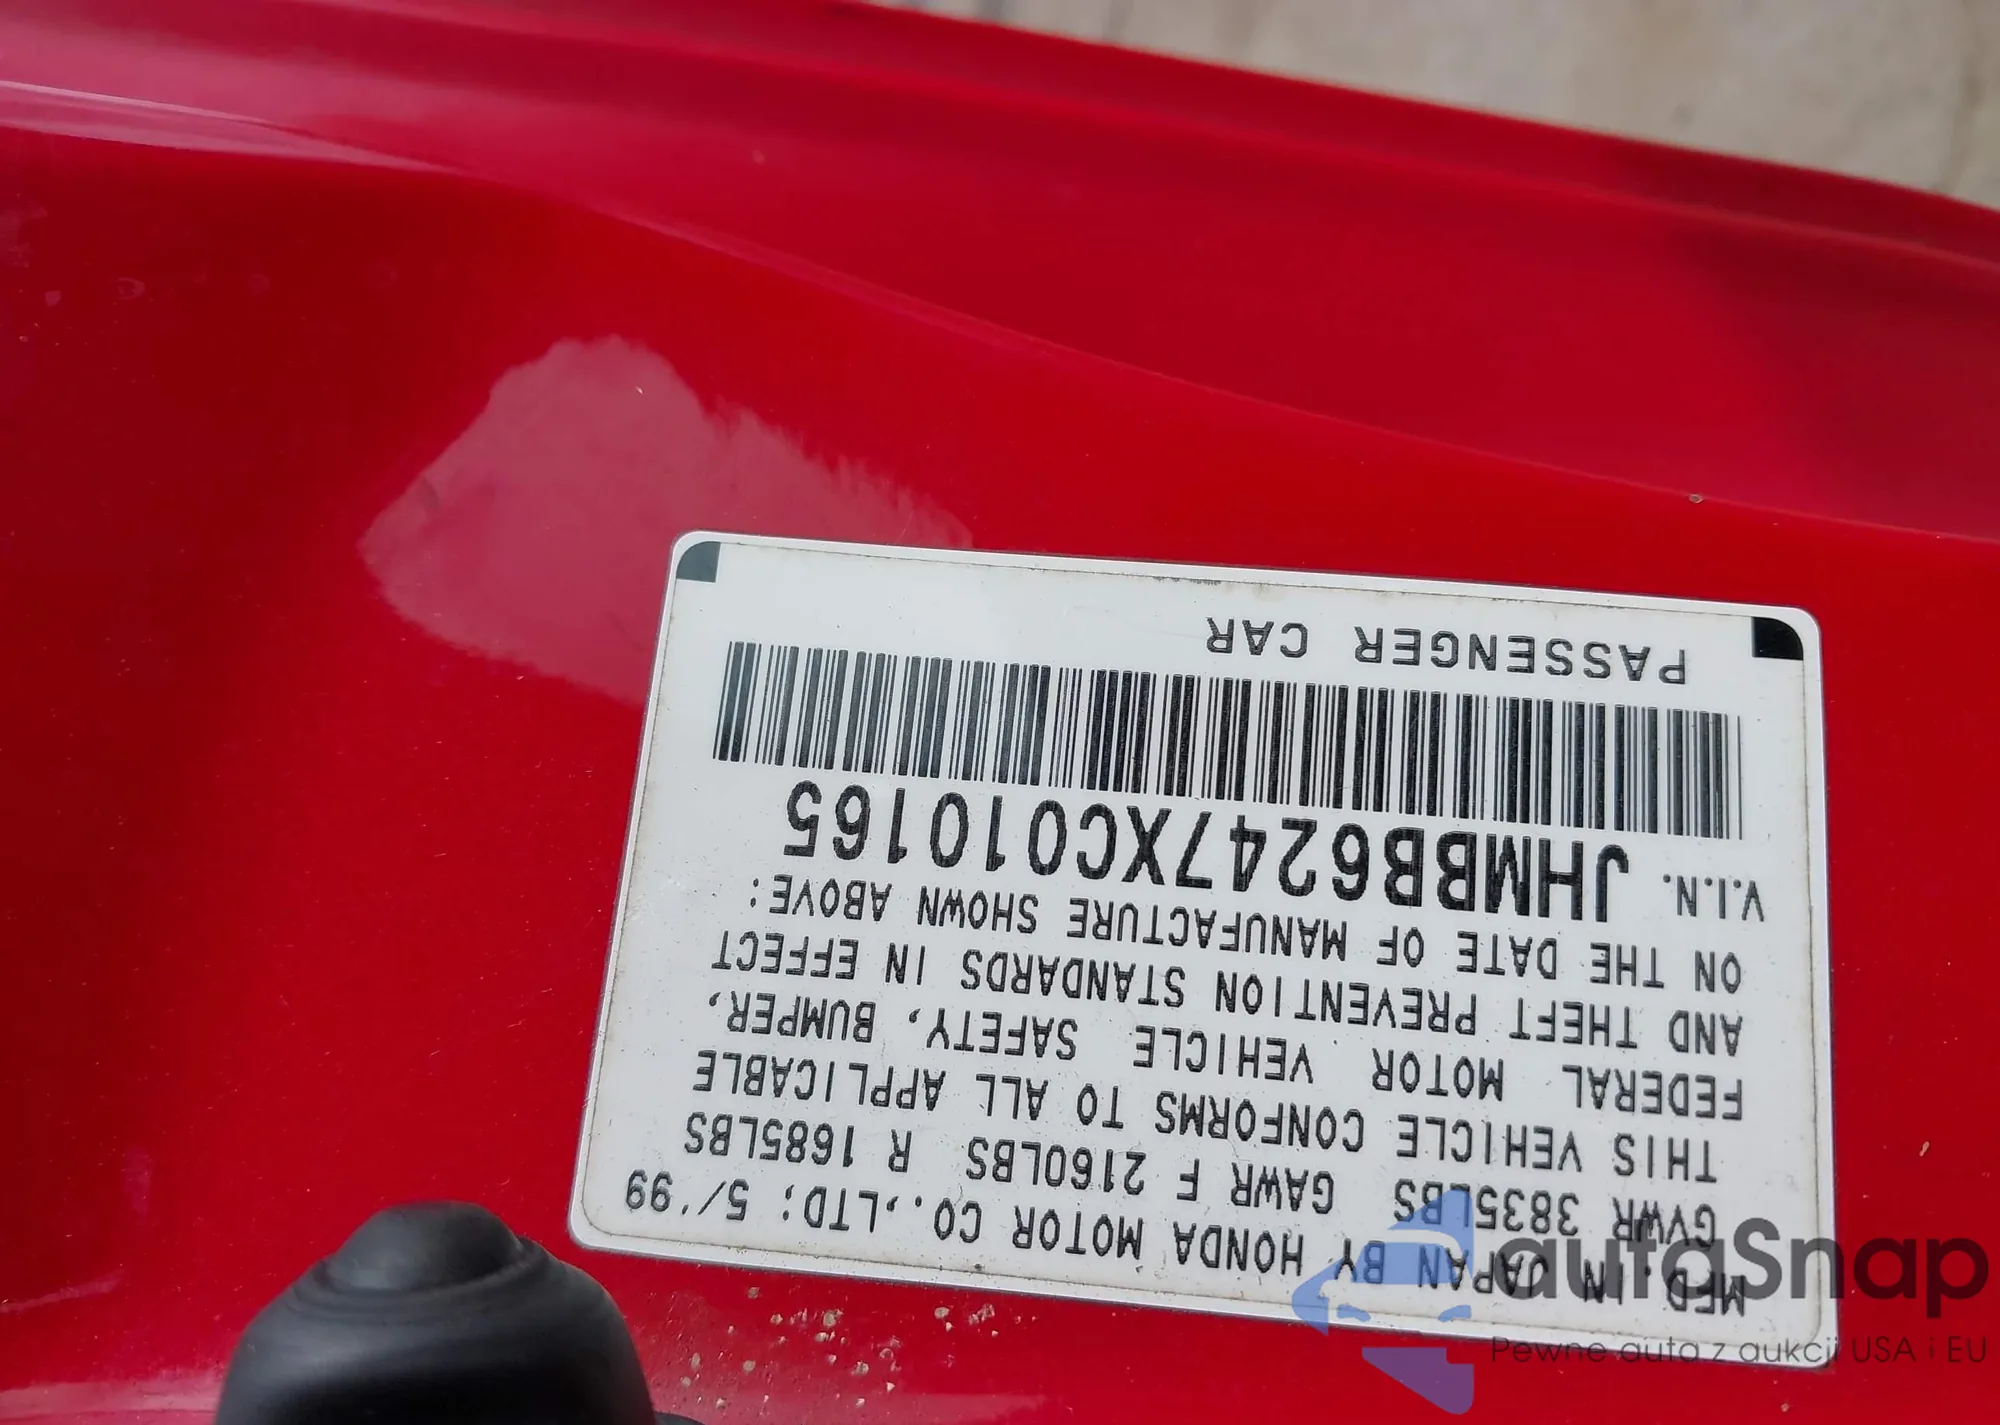 MFD. IN JAPAN BY HONDA MOTOR CO.,LTD; 5/'99
GVWR 3835LBS GAWR F 2160LBS R 1685LBS
THIS VEHICLE CONFORMS TO ALL APPLICABLE
FEDERAL MOTOR VEHICLE SAFETY, BUMPER,
AND THEFT PREVENTION STANDARDS IN EFFECT
ON THE DATE OF MANUFACTURE SHOWN ABOVE:
V.I.N. JHMBB6247XC010165
PASSENGER CAR
autaSnap
Pewne auta z aukcji USA i EU